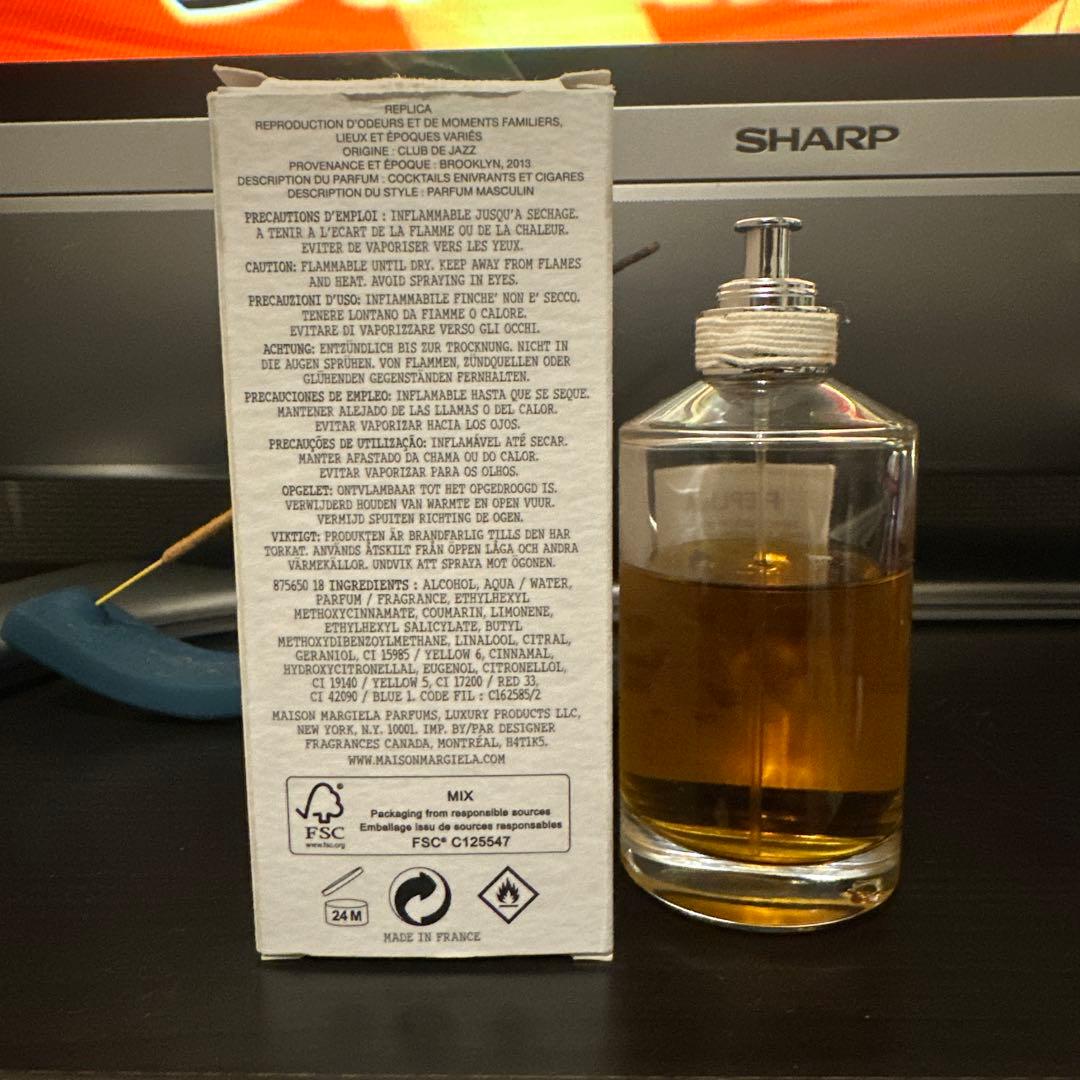 SHARP
REPLICA
REPRODUCTION D'ODEURS ET DE MOMENTS FAMILIERS,
LIEUX ET ÉPOQUES VARIÉS
ORIGINE : CLUB DE JAZZ
PROVENANCE ET ÉPOQUE : BROOKLYN, 2013
DESCRIPTION DU PARFUM : COCKTAILS ENIVRANTS ET CIGARES
DESCRIPTION DU STYLE : PARFUM MASCULIN
PRECAUTIONS D'EMPLOI : INFLAMMABLE JUSQU'A SECHAGE.
A TENIR A L'ECART DE LA FLAMME OU DE LA CHALEUR.
EVITER DE VAPORISER VERS LES YEUX.
CAUTION: FLAMMABLE UNTIL DRY. KEEP AWAY FROM FLAMES
AND HEAT. AVOID SPRAYING IN EYES.
PRECAUZIONI D'USO: INFIAMMABILE FINCHE' NON E' SECCO.
TENERE LONTANO DA FIAMME O CALORE.
EVITARE DI VAPORIZZARE VERSO GLI OCCHI.
ACHTUNG: ENTZÜNDLICH BIS ZUR TROCKNUNG. NICHT IN
DIE AUGEN SPRÜHEN. VON FLAMMEN, ZÜNDQUELLEN ODER
GLÜHENDEN GEGENSTÄNDEN FERNHALTEN.
PRECAUCIONES DE EMPLEO: INFLAMABLE HASTA QUE SE SEQUE.
MANTENER ALEJADO DE LAS LLAMAS O DEL CALOR.
EVITAR VAPORIZAR HACIA LOS OJOS.
PRECAUÇÕES DE UTILIZAÇÃO: INFLAMÁVEL ATÉ SECAR.
MANTER AFASTADO DA CHAMA OU DO CALOR.
EVITAR VAPORIZAR PARA OS OLHOS.
OPGELET: ONTVLAMBAAR TOT HET OPGEDROOGD IS.
VERWIJDERD HOUDEN VAN WARMTE EN OPEN VUUR.
VERMIJD SPUITEN RICHTING DE OGEN.
VIKTIGT: PRODUKTEN ÄR BRANDFARLIG TILLS DEN HAR
TORKAT. ANVÄNDS ÅTSKILT FRÅN ÖPPEN LÅGA OCH ANDRA
VÄRMEKÄLLOR. UNDVIK ATT SPRAYA MOT ÖGONEN.
875650 18 INGREDIENTS : ALCOHOL, AQUA / WATER,
PARFUM / FRAGRANCE, ETHYLHEXYL
METHOXYCINNAMATE, COUMARIN, LIMONENE,
ETHYLHEXYL SALICYLATE, BUTYL
METHOXYDIBENZOYLMETHANE, LINALOOL, CITRAL,
GERANIOL, CI 15985 / YELLOW 6, CINNAMAL,
HYDROXYCITRONELLAL, EUGENOL, CITRONELLOL,
CI 19140 / YELLOW 5, CI 17200 / RED 33,
CI 42090 / BLUE 1. CODE FIL : C162585/2
MAISON MARGIELA PARFUMS, LUXURY PRODUCTS LLC,
NEW YORK, N.Y. 10001. IMP. BY/PAR DESIGNER
FRAGRANCES CANADA, MONTRÉAL, H4T1K5.
WWW.MAISONMARGIELA.COM
FSC
www.fsc.org
MIX
Packaging from responsible sources
Emballage issu de sources responsables
FSC® C125547
24 M
MADE IN FRANCE